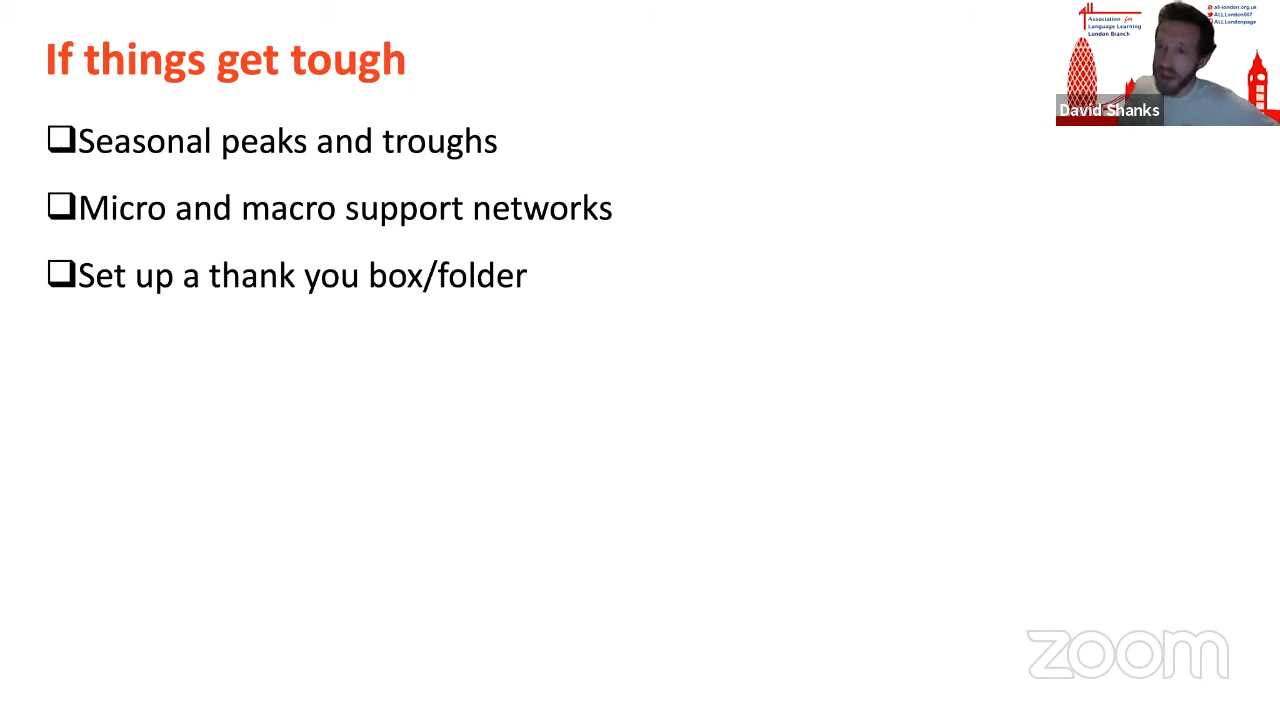 If things get tough
❑Seasonal peaks and troughs
❑Micro and macro support networks
❑Set up a thank you box/folder
Association for
Language Learning
London Branch
all-london.org.uk
ALLLondon007
ALLLondonpage
David Shanks
zoom